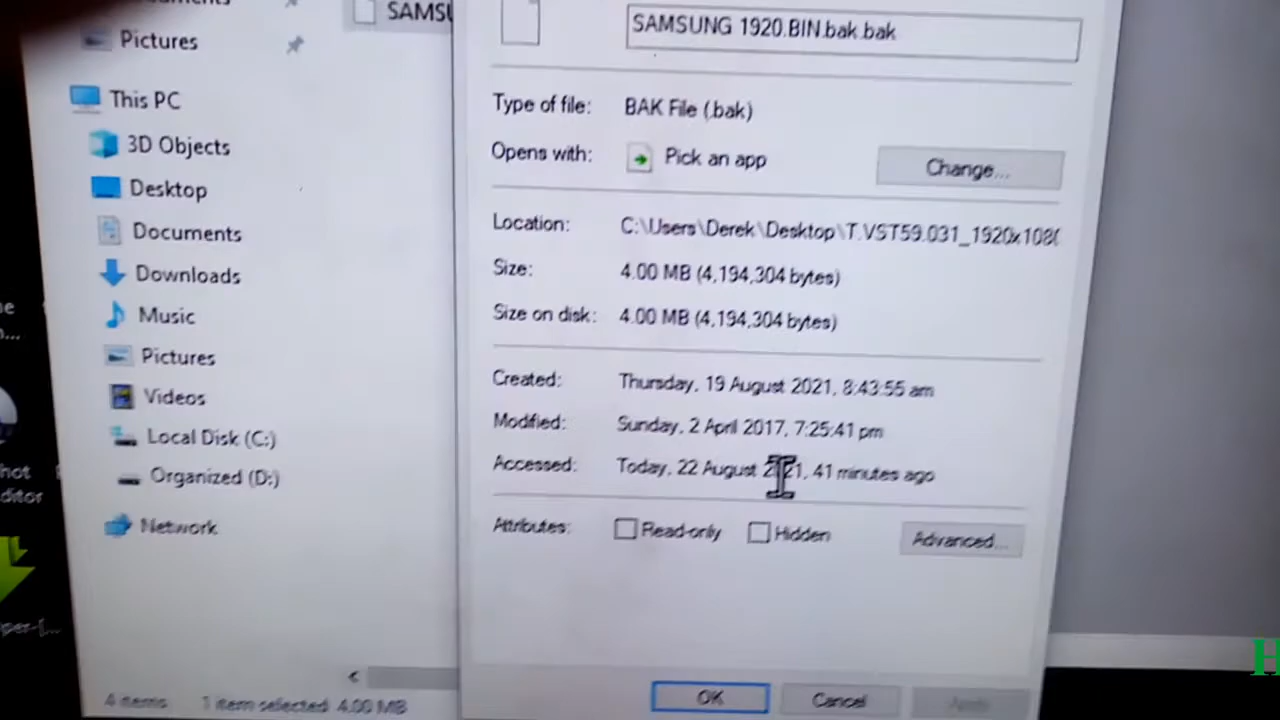 SAMSU
Pictures
This PC
3D Objects
Desktop
Documents
Downloads
Music
Pictures
Videos
Local Disk (C:)
Organized (D:)
Network
4 items 1 item selected 4.00 MB
SAMSUNG 1920.BIN.bak.bak
Type of file: BAK File (.bak)
Opens with: Pick an app Change...
Location: C:\Users\Derek\Desktop\T.VST59.031_1920x1080
Size: 4.00 MB (4,194,304 bytes)
Size on disk: 4.00 MB (4,194,304 bytes)
Created: Thursday, 19 August 2021, 8:43:55 am
Modified: Sunday, 2 April 2017, 7:25:41 pm
Accessed: Today, 22 August 2021, 41 minutes ago
Attributes: Read-only Hidden Advanced...
OK Cancel Apply
H